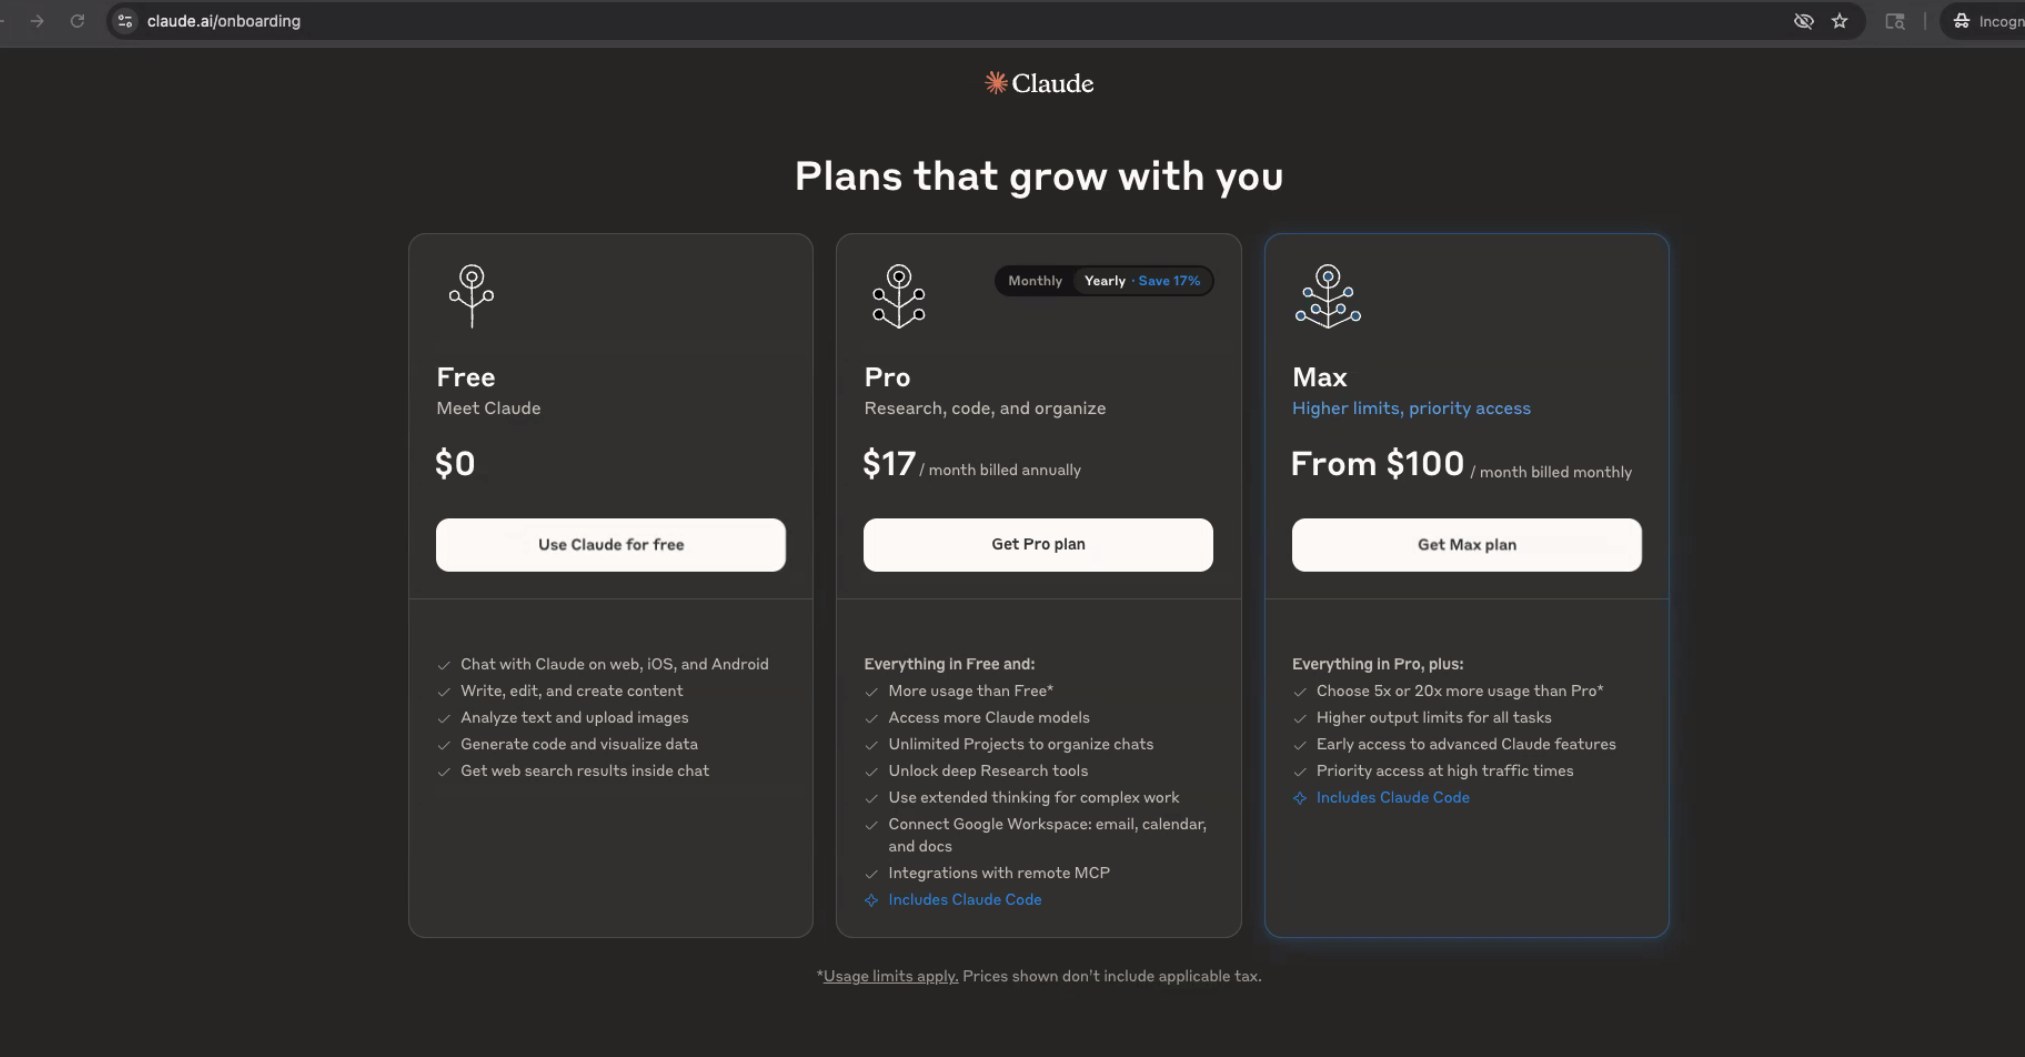 claude.ai/onboarding
Incogn
Claude
Plans that grow with you
Free
Meet Claude
$0
Use Claude for free
Chat with Claude on web, iOS, and Android
Write, edit, and create content
Analyze text and upload images
Generate code and visualize data
Get web search results inside chat
Monthly
Yearly · Save 17%
Pro
Research, code, and organize
$17 / month billed annually
Get Pro plan
Everything in Free and:
More usage than Free*
Access more Claude models
Unlimited Projects to organize chats
Unlock deep Research tools
Use extended thinking for complex work
Connect Google Workspace: email, calendar,
and docs
Integrations with remote MCP
Includes Claude Code
Max
Higher limits, priority access
From $100 / month billed monthly
Get Max plan
Everything in Pro, plus:
Choose 5x or 20x more usage than Pro*
Higher output limits for all tasks
Early access to advanced Claude features
Priority access at high traffic times
Includes Claude Code
*Usage limits apply. Prices shown don't include applicable tax.